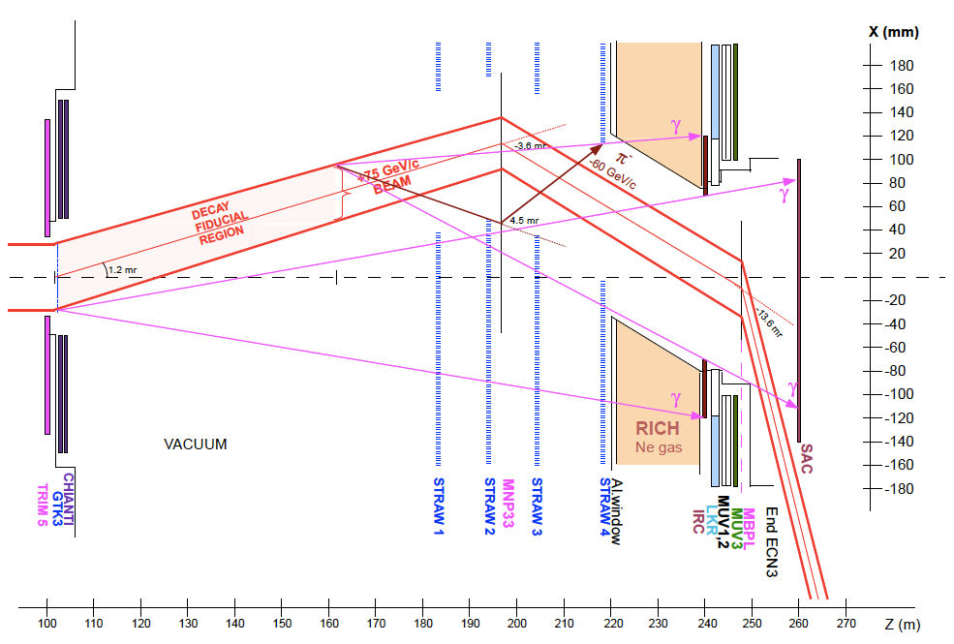 X (mm)
180
160
140
120
100
80
60
40
20
-20
-40
-60
-80
-100
-120
-140
-160
-180
γ
γ
γ
γ
-3.6 mr
π-
-60 GeV/c
+75 GeV/c
BEAM
DECAY
FIDUCIAL
REGION
4.5 mr
1.2 mr
-13.6 mr
RICH
Ne gas
VACUUM
TRIM 5
GTK3
CHIANTI
STRAW 1
STRAW 2
MNP33
STRAW 3
STRAW 4
Al.window
IRC
LKR
MUV1,2
MUV3
MBPL
End ECN3
SAC
100
110
120
130
140
150
160
170
180
190
200
210
220
230
240
250
260
270
Z (m)